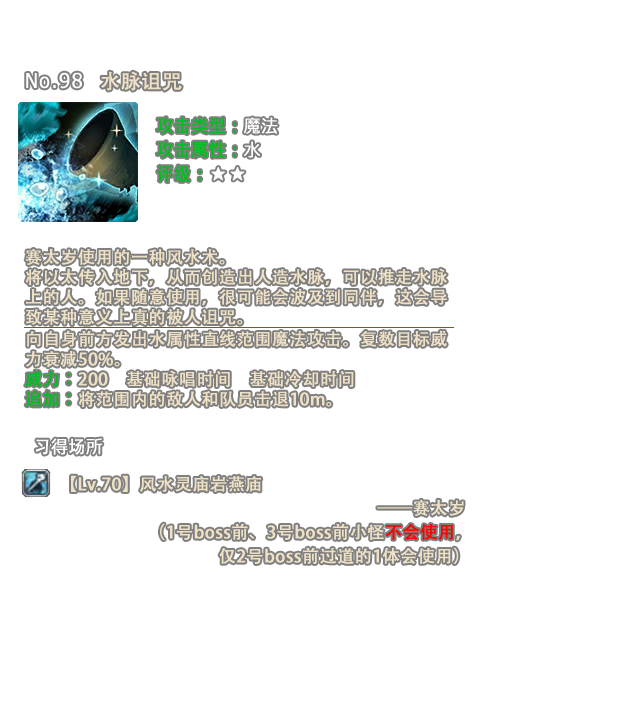 No.98 水脉诅咒
攻击类型：魔法
攻击属性：水
评级：★★
赛太岁使用的一种风水术。
将以太传入地下，从而创造出人造水脉，可以推走水脉
上的人。如果随意使用，很可能会波及到同伴，这会导
致某种意义上真的被人诅咒。
向自身前方发出水属性直线范围魔法攻击。复数目标威
力衰减50%。
威力：200 基础咏唱时间 基础冷却时间
追加：将范围内的敌人和队员击退10m。
习得场所
【Lv.70】风水灵庙岩燕庙
——赛太岁
（1号boss前、3号boss前小怪不会使用，
仅2号boss前过道的1体会使用）